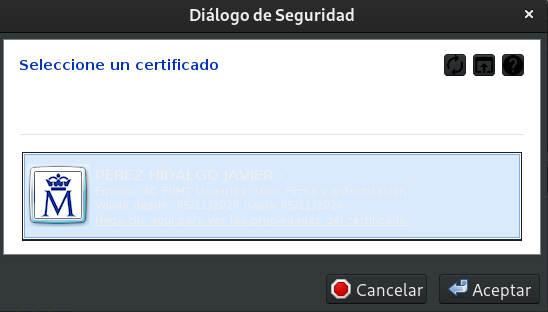 Diálogo de Seguridad
Seleccione un certificado
PEREZ HIDALGO JAVIER -
Emisor: AC FNMT Usuarios. Uso: Firma y autenticación
Valido desde: 05/11/2020 hasta 05/11/2024
Haga clic aquí para ver las propiedades del certificado
M
Cancelar
Aceptar